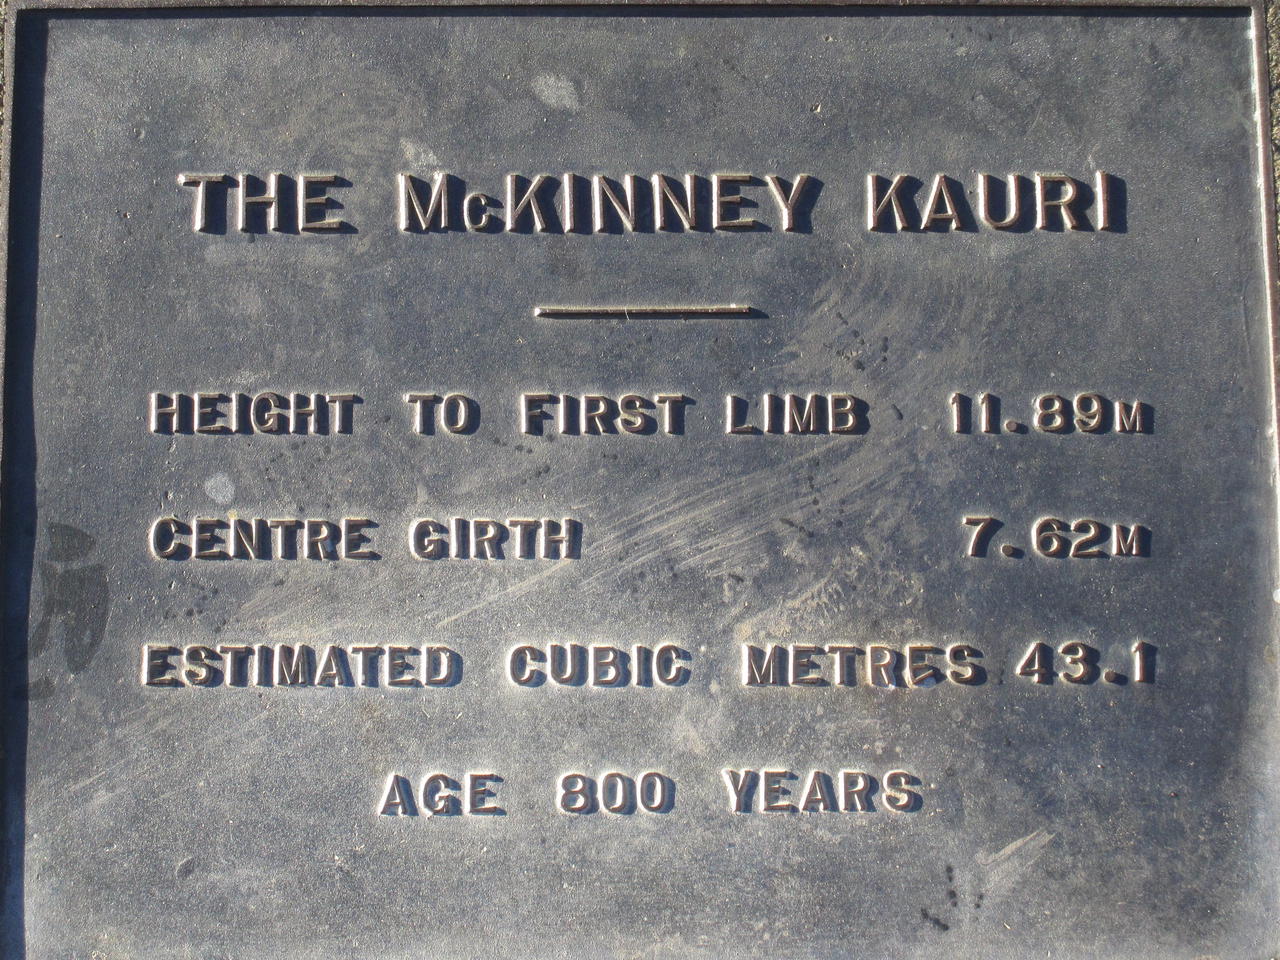 THE McKINNEY KAURI
HEIGHT TO FIRST LIMB 11.89M
CENTRE GIRTH 7.62M
ESTIMATED CUBIC METRES 43.1
AGE 800 YEARS